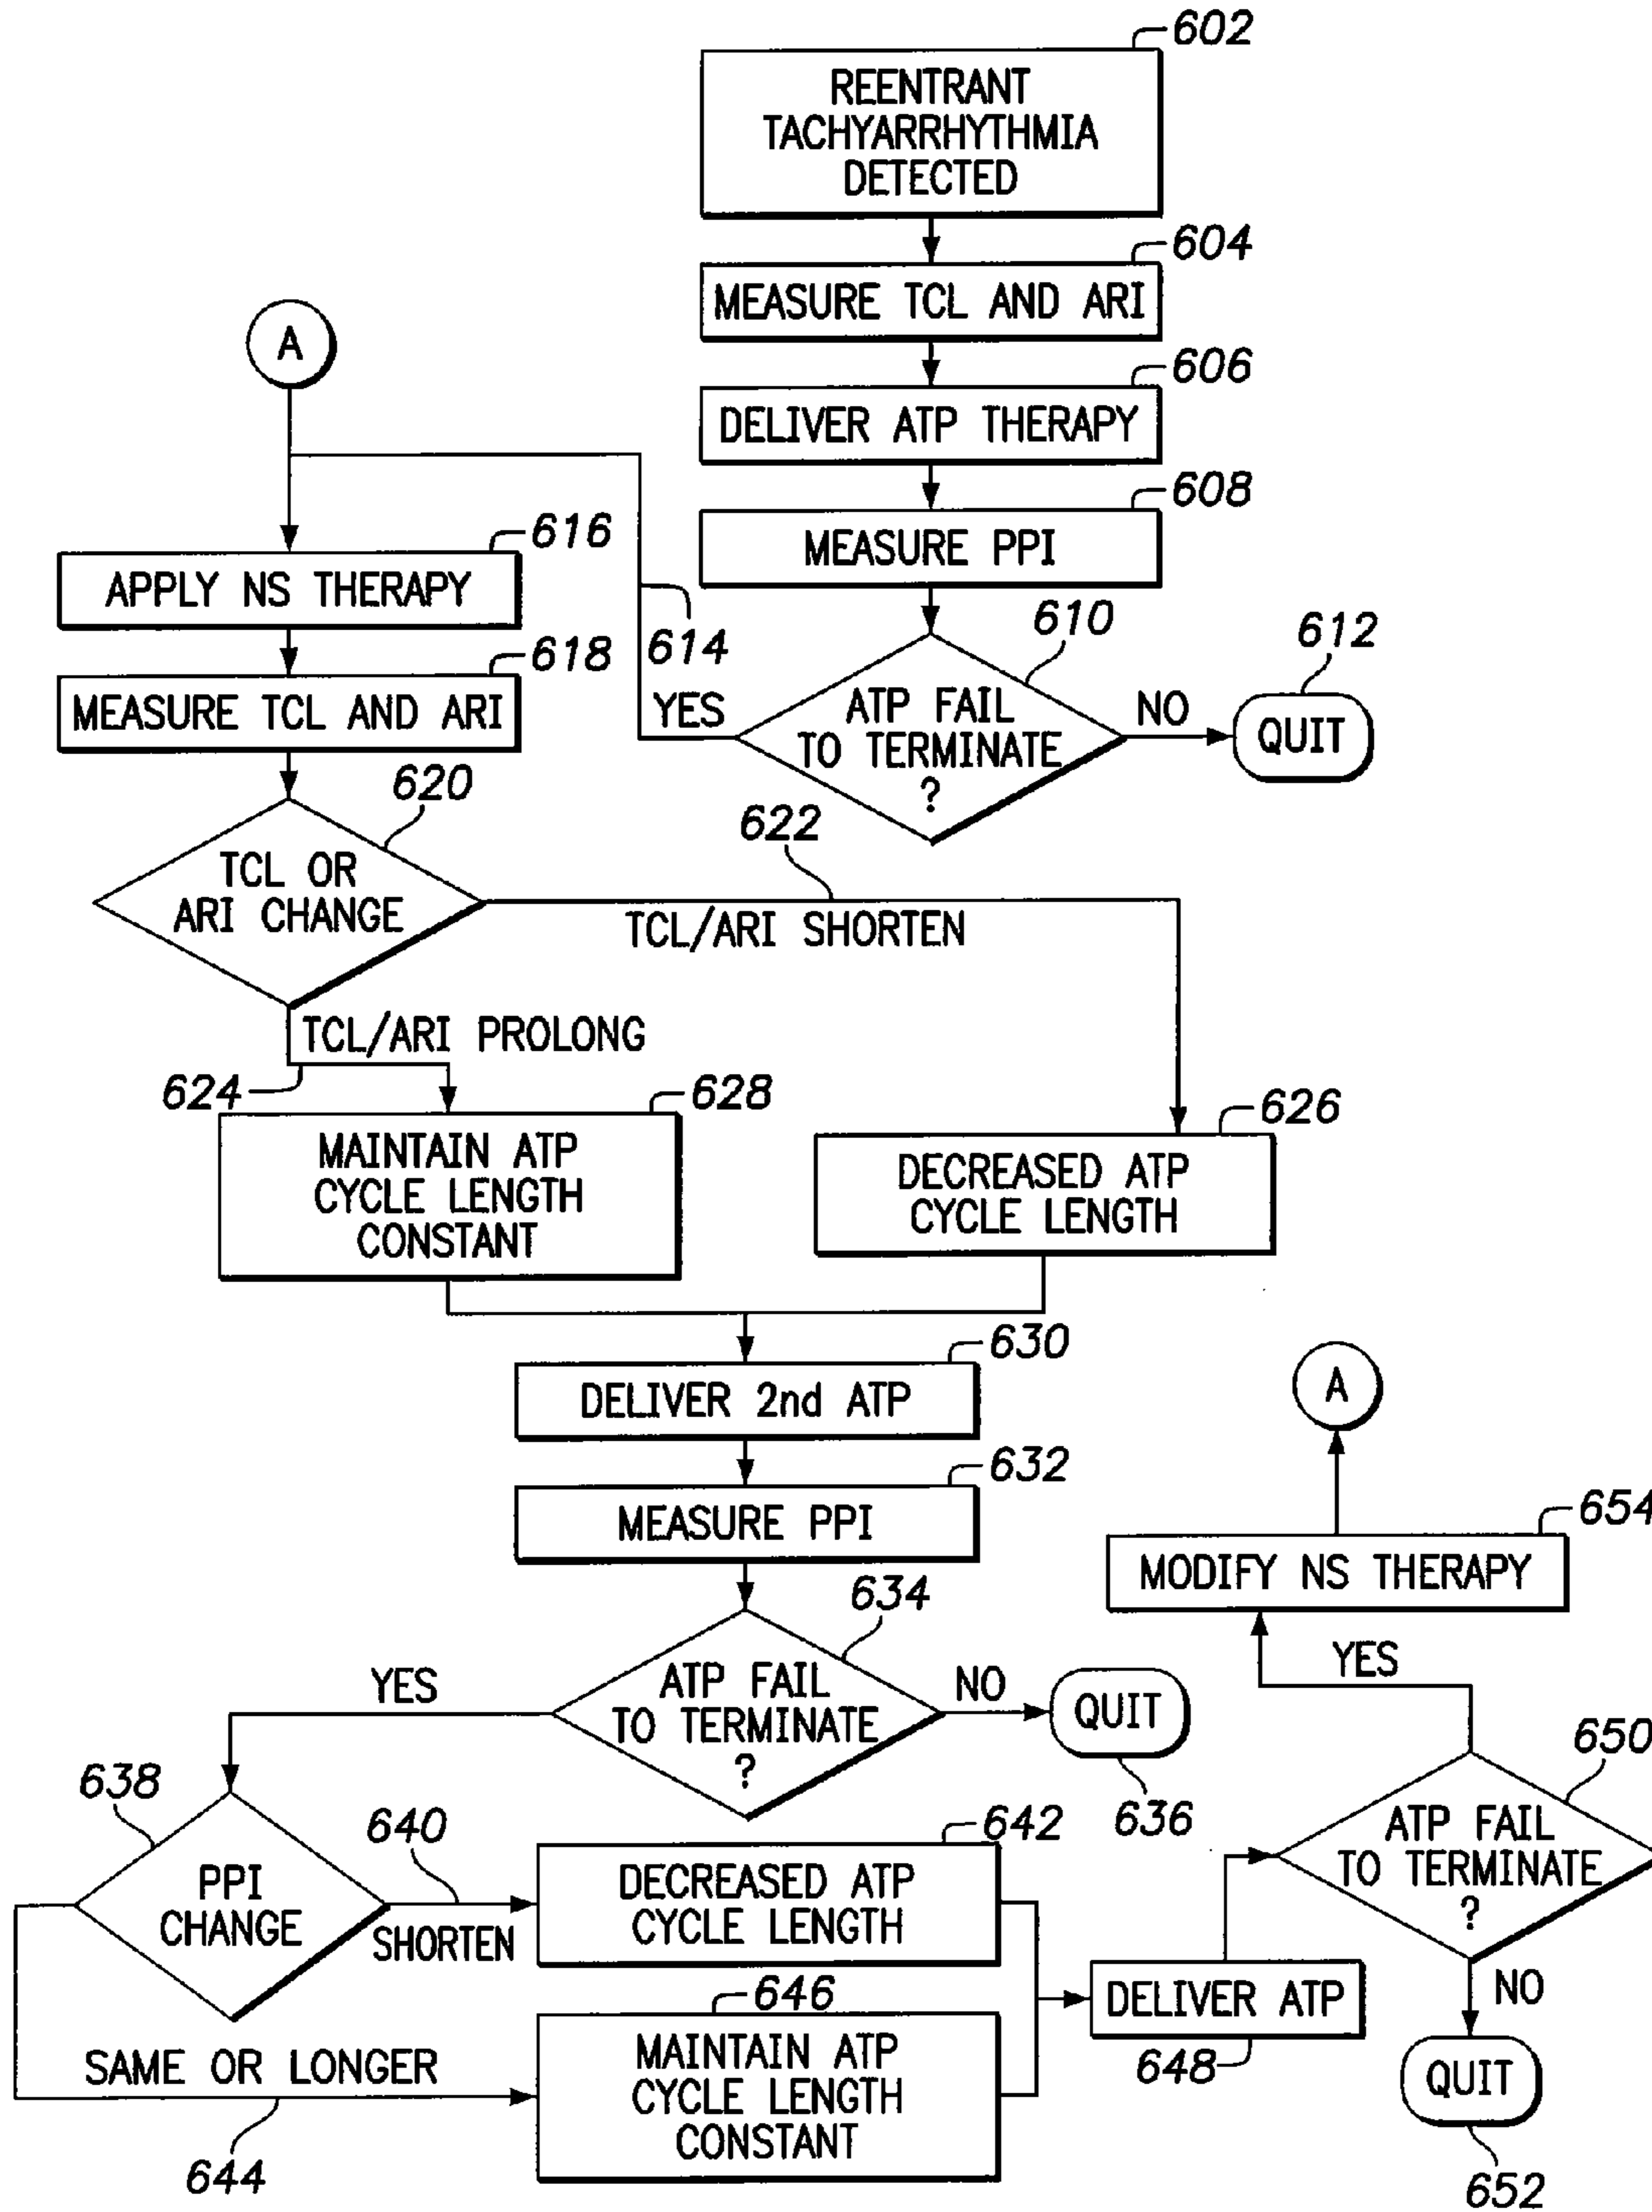 602
REENTRANT
TACHYARRHYTHMIA
DETECTED
604
MEASURE TCL AND ARI
606
DELIVER ATP THERAPY
608
MEASURE PPI
610
ATP FAIL
TO TERMINATE
?
NO
612
QUIT
YES
614
A
616
APPLY NS THERAPY
618
MEASURE TCL AND ARI
620
TCL OR
ARI CHANGE
622
TCL/ARI SHORTEN
TCL/ARI PROLONG
624
628
MAINTAIN ATP
CYCLE LENGTH
CONSTANT
626
DECREASED ATP
CYCLE LENGTH
630
DELIVER 2nd ATP
632
MEASURE PPI
634
ATP FAIL
TO TERMINATE
?
NO
QUIT
636
YES
638
PPI
CHANGE
640
SHORTEN
642
DECREASED ATP
CYCLE LENGTH
SAME OR LONGER
644
646
MAINTAIN ATP
CYCLE LENGTH
CONSTANT
DELIVER ATP
648
650
ATP FAIL
TO TERMINATE
?
NO
QUIT
652
YES
654
MODIFY NS THERAPY
A